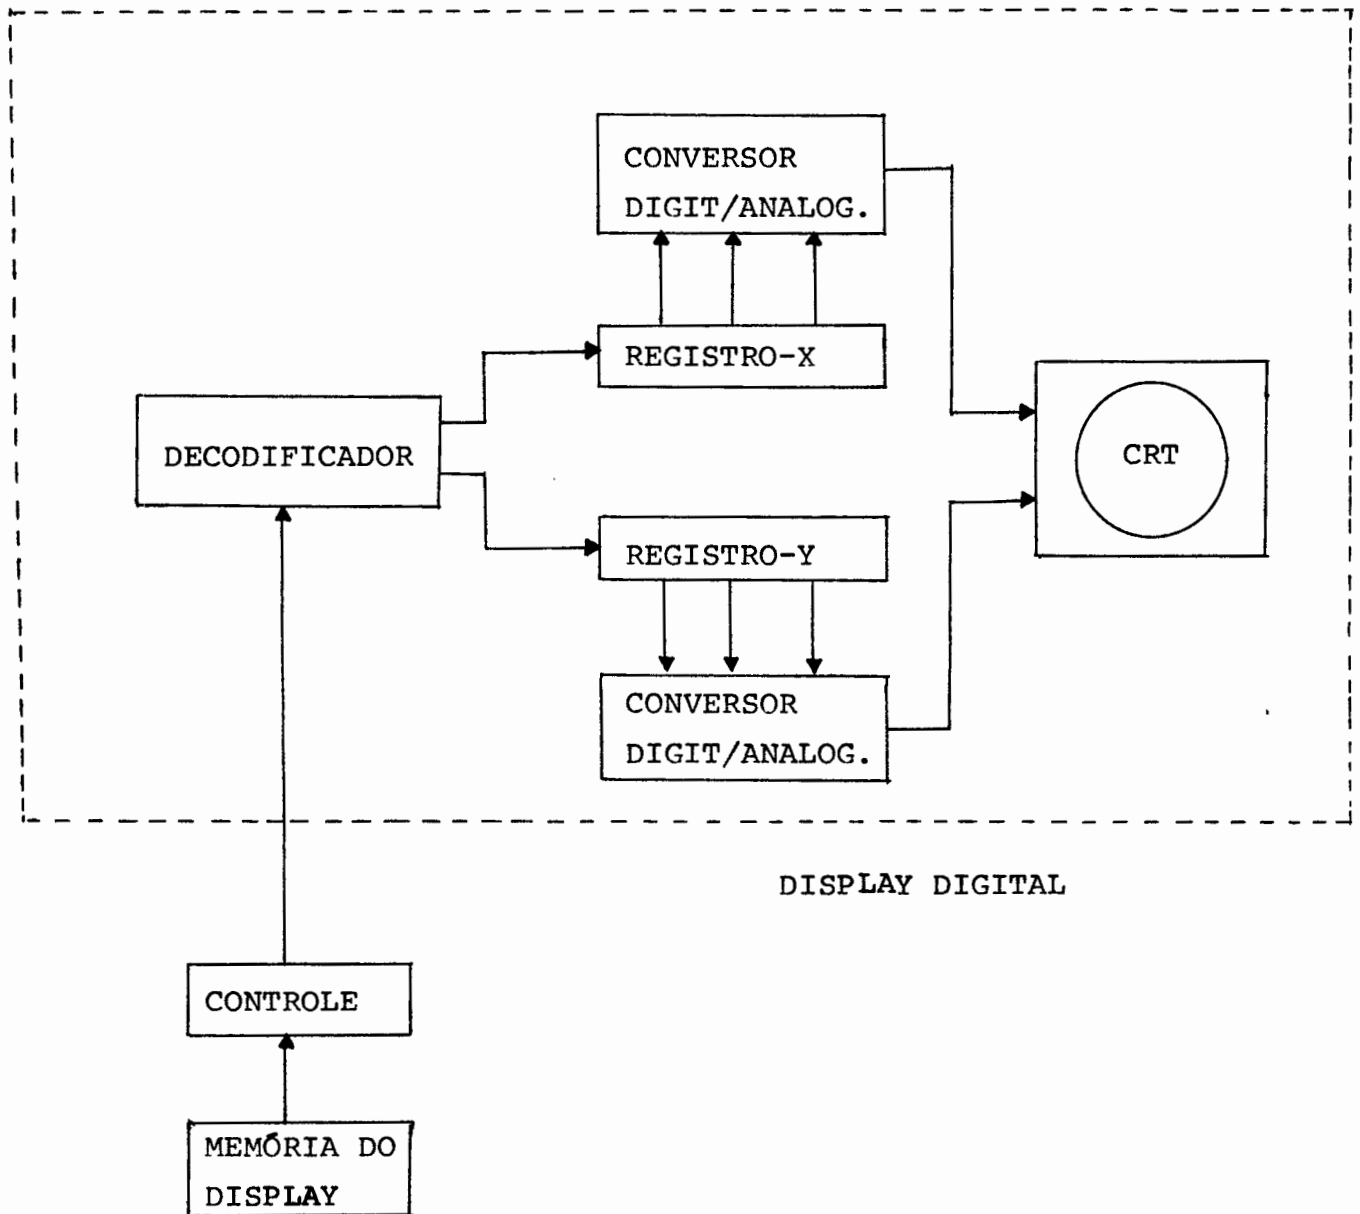 CONVERSOR
DIGIT/ANALOG.
REGISTRO-X
DECODIFICADOR
CRT
REGISTRO-Y
CONVERSOR
DIGIT/ANALOG.
DISPLAY DIGITAL
CONTROLE
MEMÓRIA DO
DISPLAY